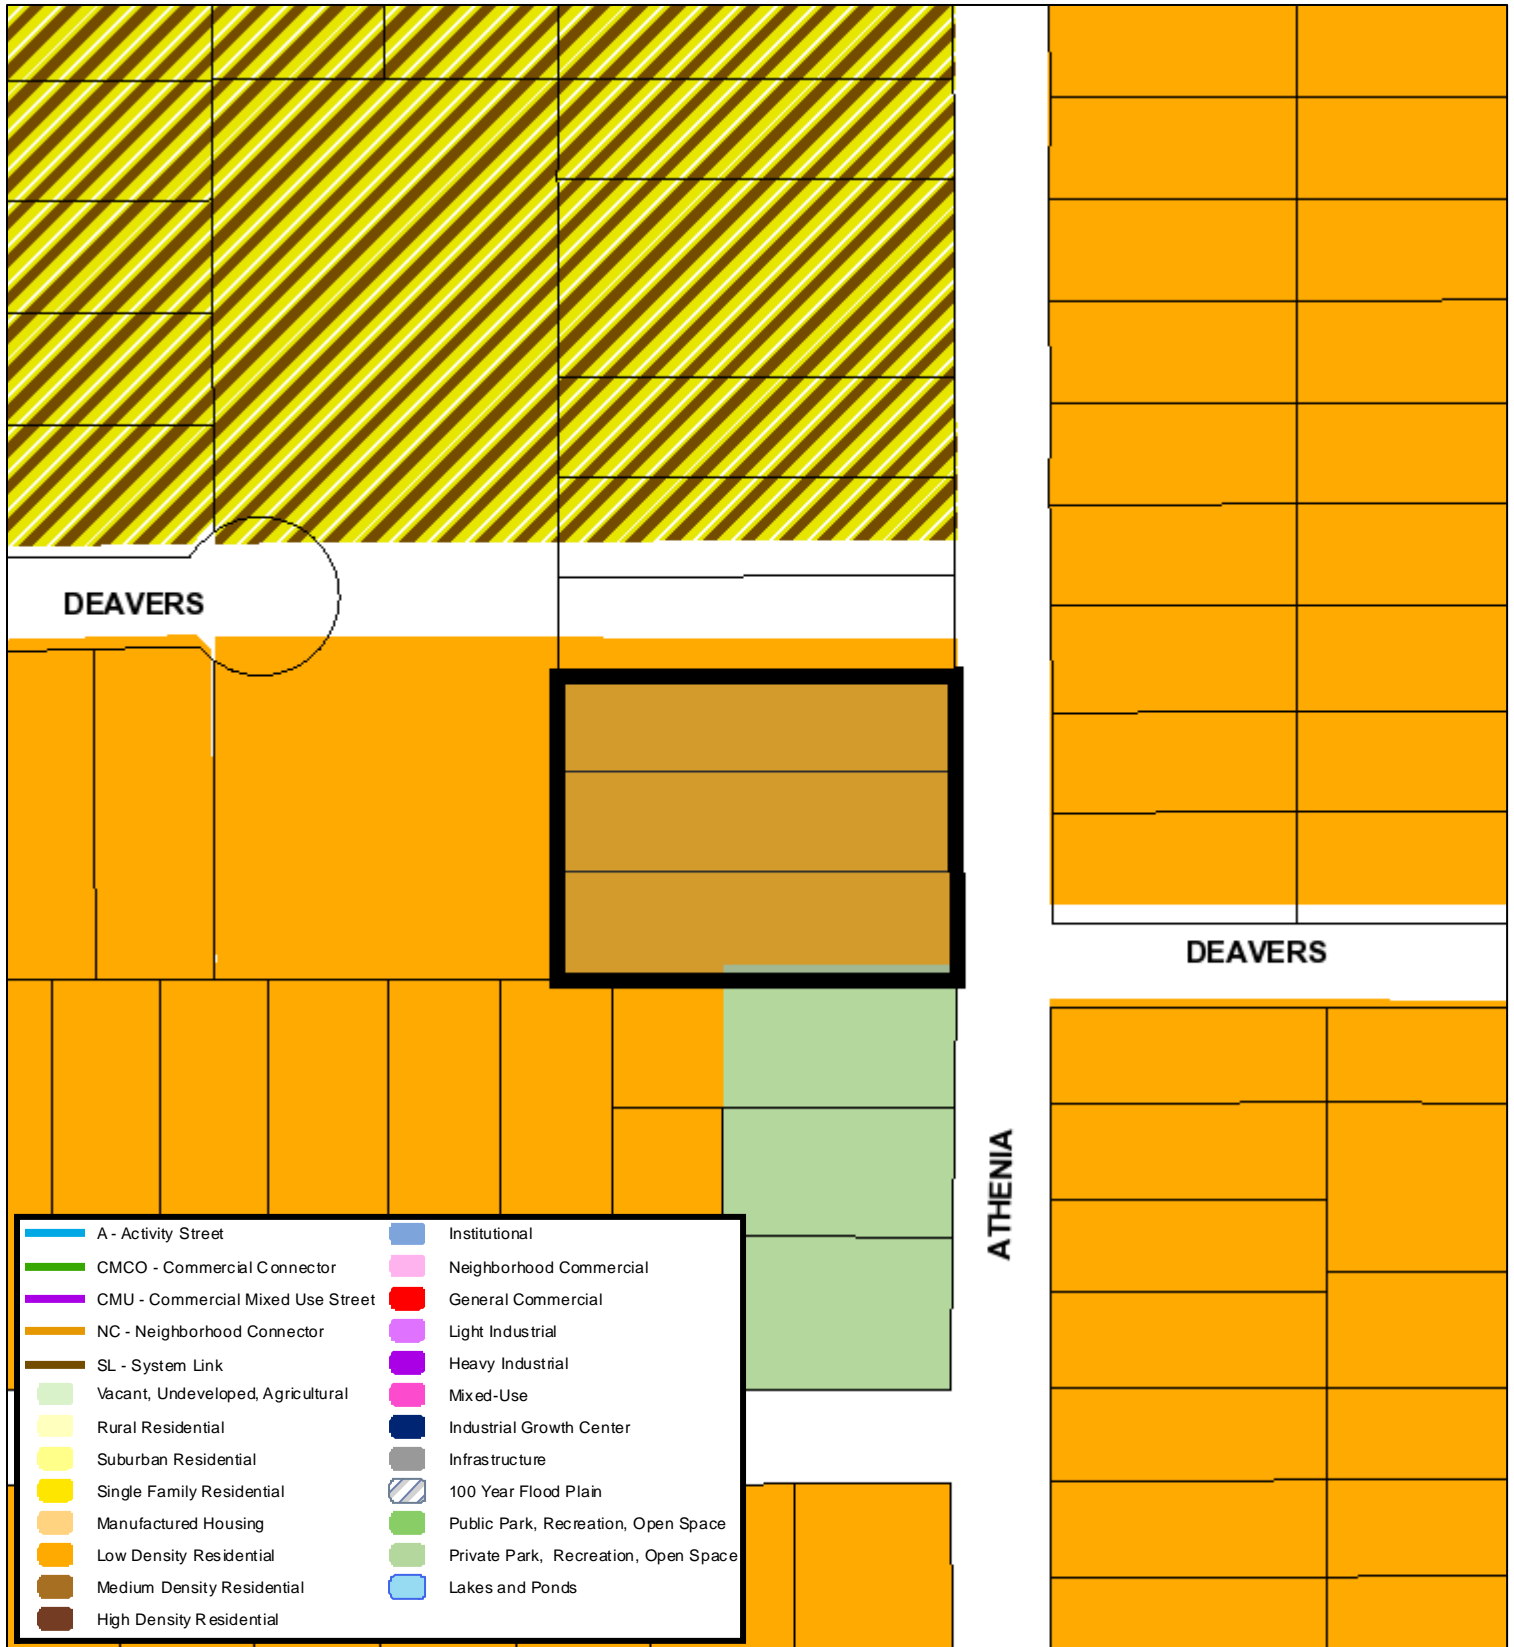 DEAVERS
DEAVERS
ATHENIA
A - Activity Street
CMCO - Commercial Connector
CMU - Commercial Mixed Use Street
NC - Neighborhood Connector
SL - System Link
Vacant, Undeveloped, Agricultural
Rural Residential
Suburban Residential
Single Family Residential
Manufactured Housing
Low Density Residential
Medium Density Residential
High Density Residential
Institutional
Neighborhood Commercial
General Commercial
Light Industrial
Heavy Industrial
Mixed-Use
Industrial Growth Center
Infrastructure
100 Year Flood Plain
Public Park, Recreation, Open Space
Private Park, Recreation, Open Space
Lakes and Ponds